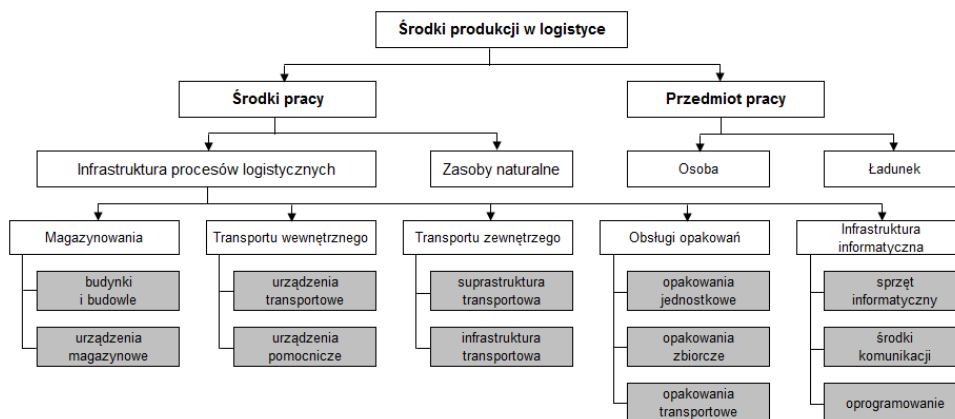 Środki produkcji w logistyce
Środki pracy
Przedmiot pracy
Infrastruktura procesów logistycznych
Zasoby naturalne
Osoba
Ładunek
Magazynowania
Transportu wewnętrznego
Transportu zewnętrzego
Obsługi opakowań
Infrastruktura
informatyczna
budynki
i budowle
urządzenia
transportowe
suprastruktura
transportowa
opakowania
jednostkowe
sprzęt
informatyczny
urządzenia
magazynowe
urządzenia
pomocnicze
infrastruktura
transportowa
opakowania
zbiorcze
środki
komunikacji
opakowania
transportowe
oprogramowanie